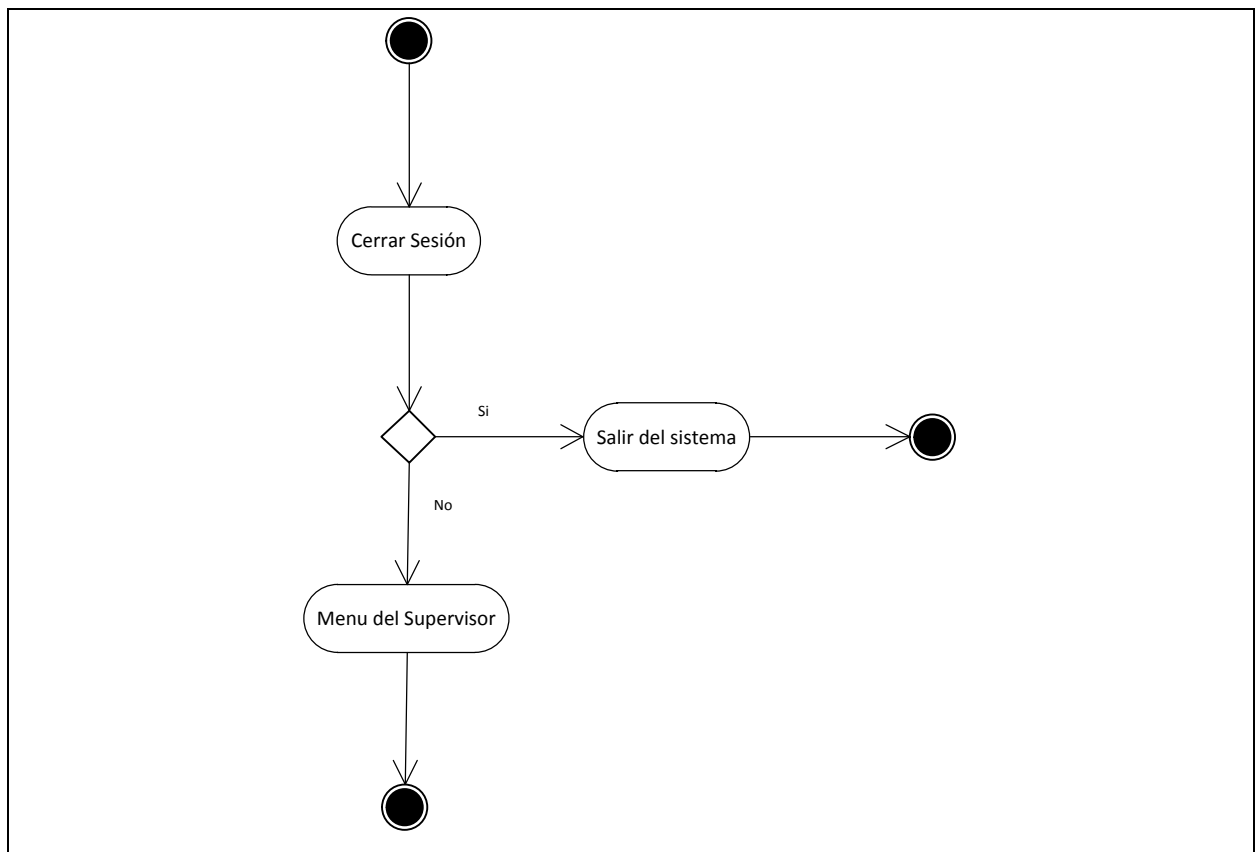 Cerrar Sesión
Si
Salir del sistema
No
Menu del Supervisor